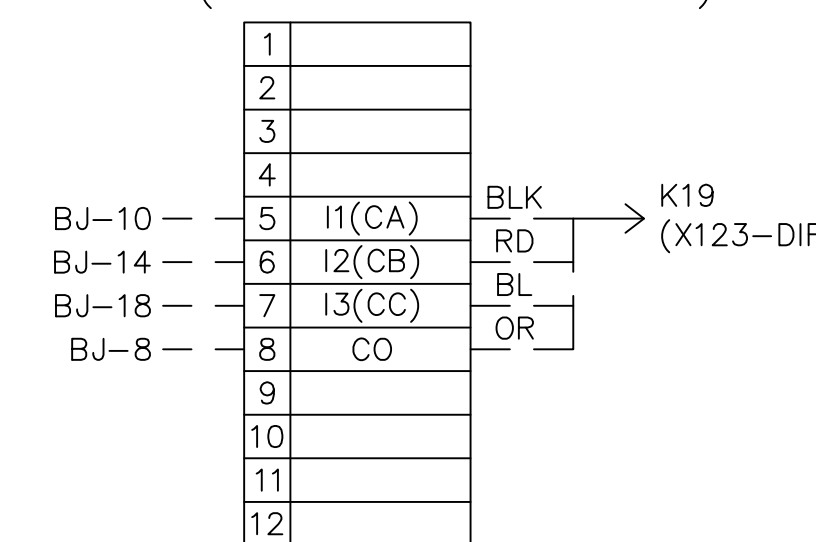 1
2
3
4
BJ-10 5 I1(CA) BLK K19
BJ-14 6 I2(CB) RD (X123-DIF
BJ-18 7 I3(CC) BL
BJ-8 8 CO OR
9
10
11
12